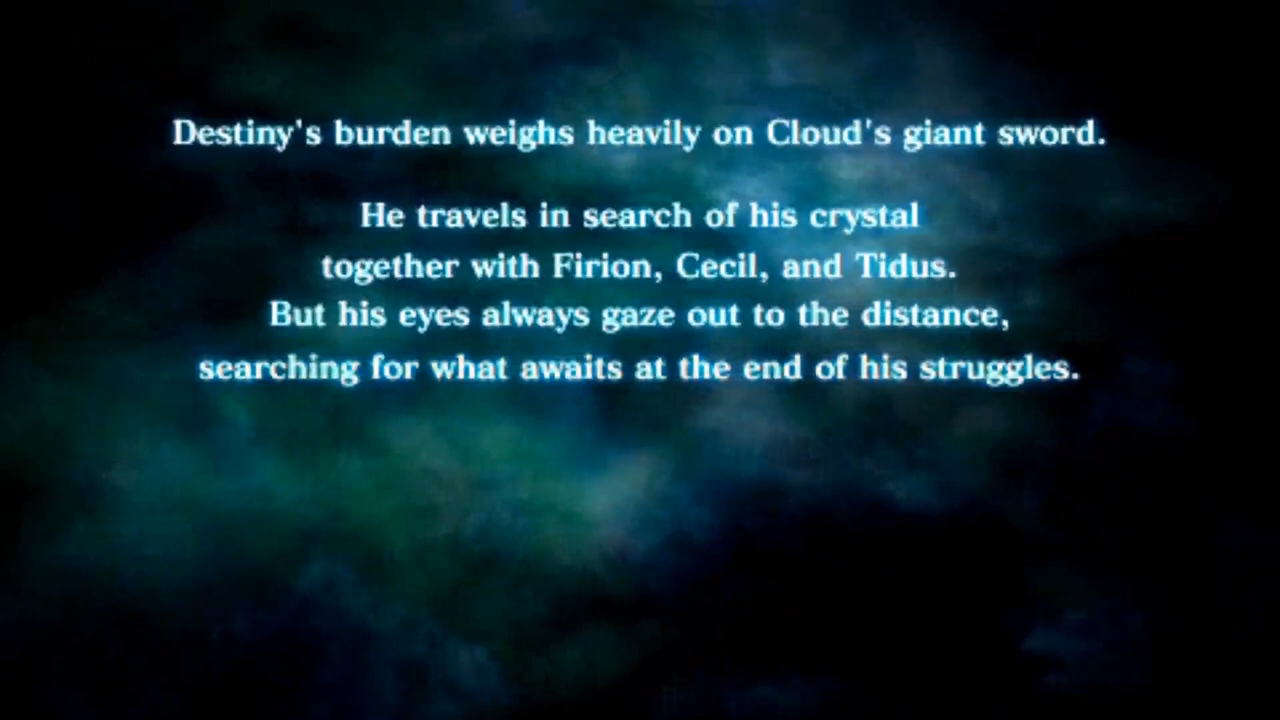 Destiny's burden weighs heavily on Cloud's giant sword.
He travels in search of his crystal
together with Firion, Cecil, and Tidus.
But his eyes always gaze out to the distance,
searching for what awaits at the end of his struggles.